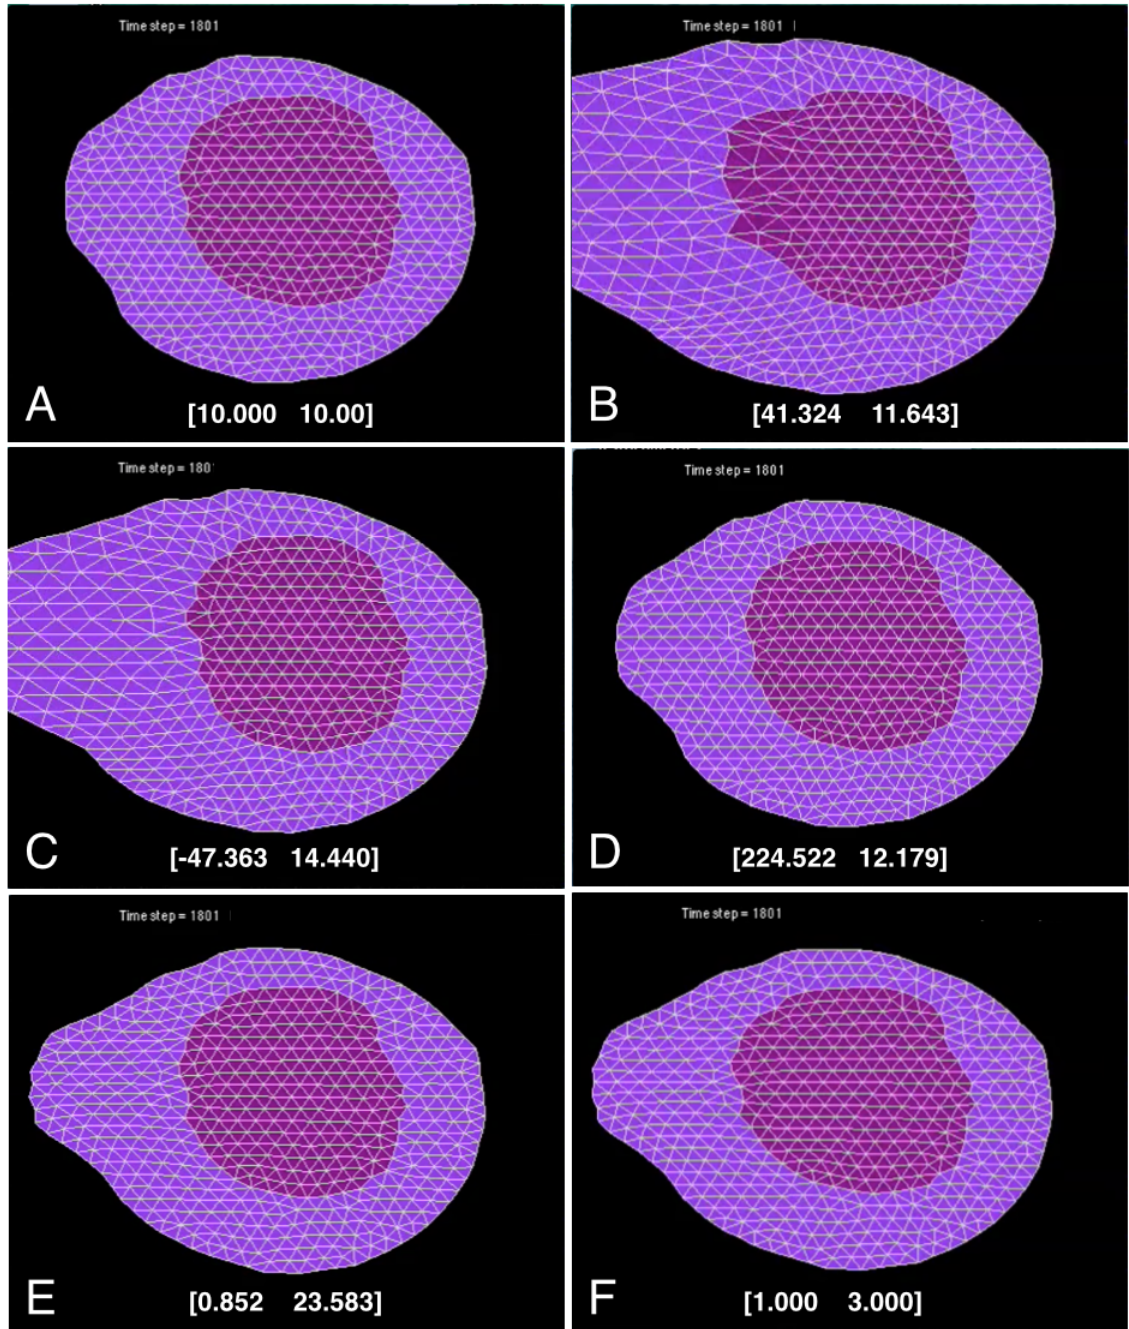 Time step = 1801
A
[10.000 10.00]
Time step = 1801
B
[41.324 11.643]
Time step = 180
C
[-47.363 14.440]
Time step = 1801
D
[224.522 12.179]
Time step = 1801
E
[0.852 23.583]
Time step = 1801
F
[1.000 3.000]